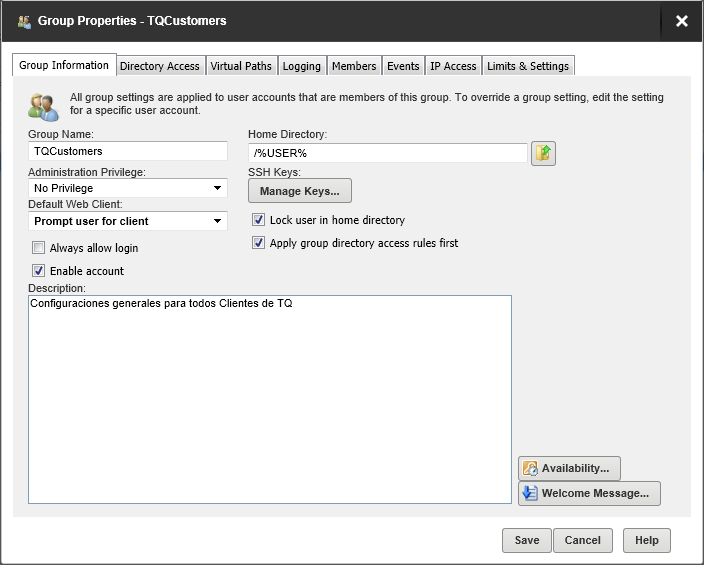 Group Properties - TQCustomers
Group Information Directory Access Virtual Paths Logging Members Events IP Access Limits & Settings
All group settings are applied to user accounts that are members of this group. To override a group setting, edit the setting
for a specific user account.
Group Name:
TQCustomers
Home Directory:
/%USER%
Administration Privilege:
No Privilege
SSH Keys:
Manage Keys...
Default Web Client:
Prompt user for client
Lock user in home directory
Always allow login
Apply group directory access rules first
Enable account
Description:
Configuraciones generales para todos Clientes de TQ
Availability...
Welcome Message...
Save Cancel Help